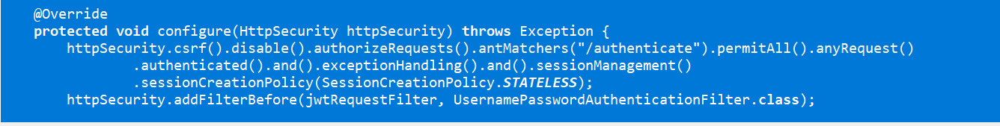 @Override
protected void configure(HttpSecurity httpSecurity) throws Exception {
httpSecurity.csrf().disable().authorizeRequests().antMatchers("/authenticate").permitAll().anyRequest()
.authenticated().and().exceptionHandling().and().sessionManagement()
.sessionCreationPolicy(SessionCreationPolicy.STATELESS);
httpSecurity.addFilterBefore(jwtRequestFilter, UsernamePasswordAuthenticationFilter.class);